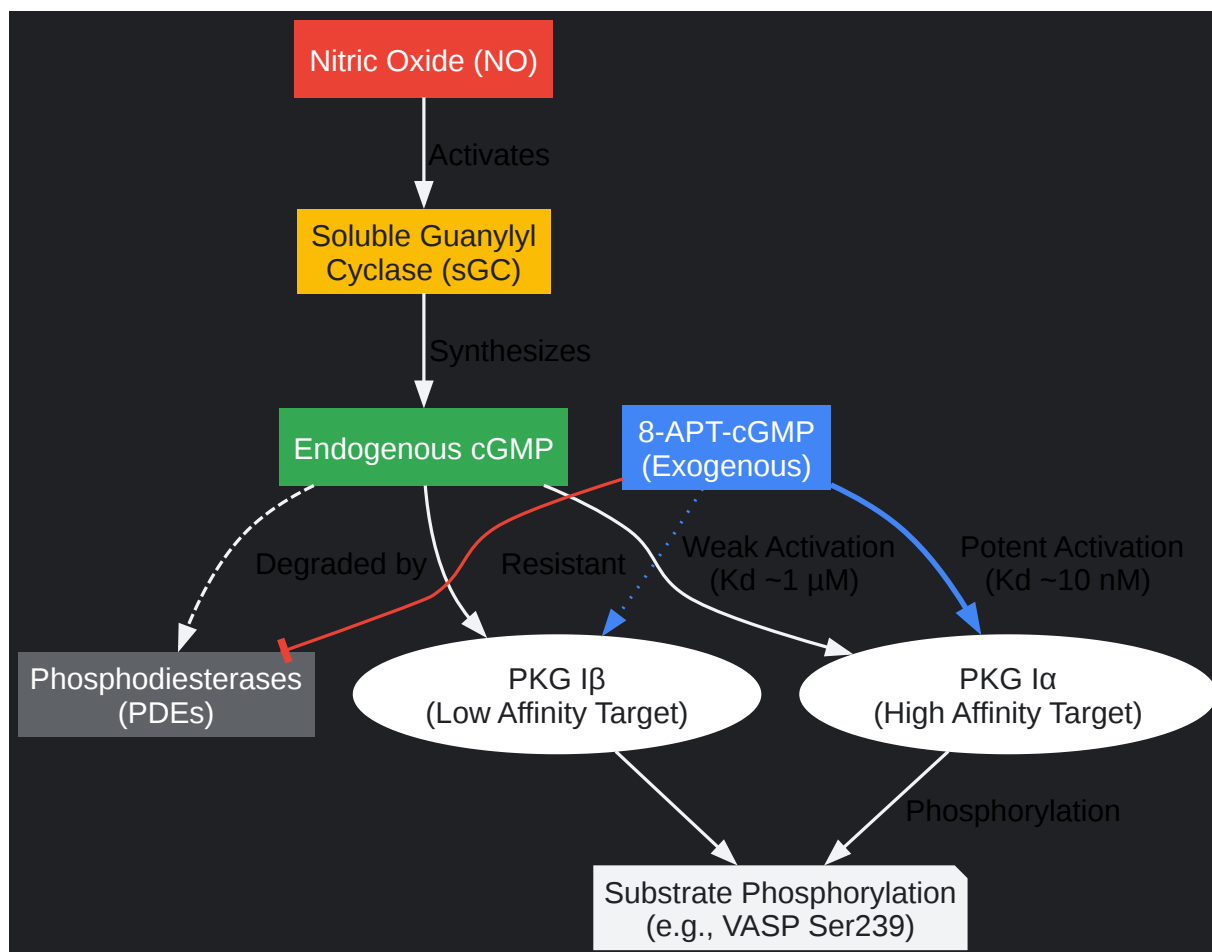 Nitric Oxide (NO)
Activates
Soluble Guanylyl
Cyclase (sGC)
Synthesizes
Endogenous cGMP
8-APT-cGMP
(Exogenous)
Degraded by
Resistant
Weak Activation
(Kd ~1 µM)
Potent Activation
(Kd ~10 nM)
Phosphodiesterases
(PDEs)
PKG Iβ
(Low Affinity Target)
PKG Iα
(High Affinity Target)
Phosphorylation
Substrate Phosphorylation
(e.g., VASP Ser239)